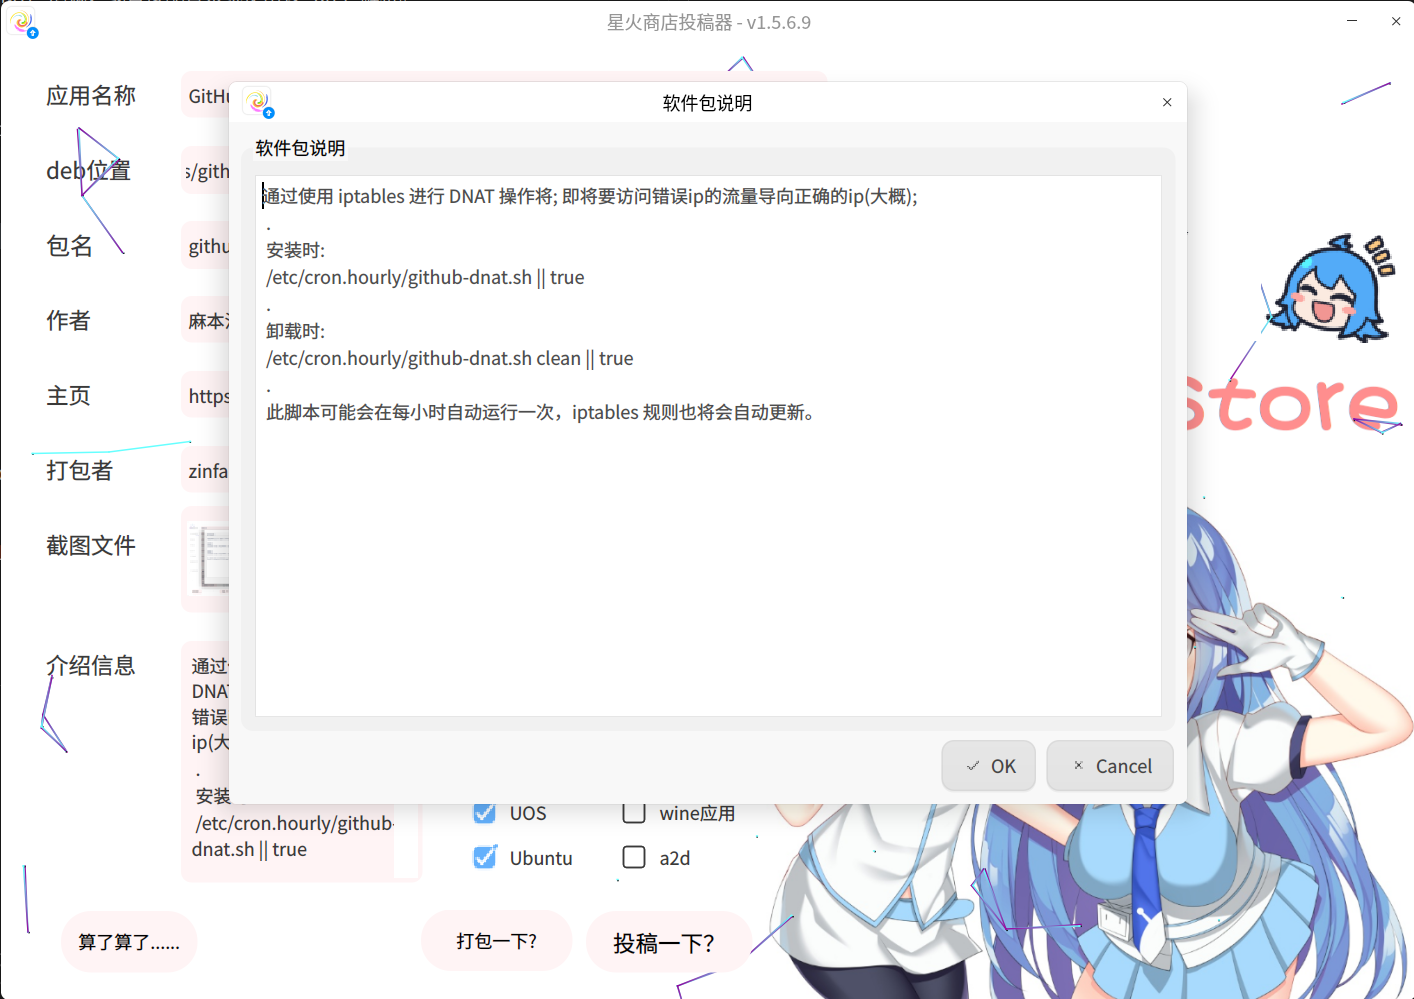 星火商店投稿器 - v1.5.6.9
应用名称
GitHu
软件包说明
软件包说明
deb位置
s/gith
通过使用 iptables 进行 DNAT 操作将; 即将要访问错误ip的流量导向正确的ip(大概);
.
安装时:
/etc/cron.hourly/github-dnat.sh || true
.
卸载时:
/etc/cron.hourly/github-dnat.sh clean || true
.
此脚本可能会在每小时自动运行一次，iptables 规则也将会自动更新。
包名
githu
作者
麻本
主页
https
store
打包者
zinfa
截图文件
介绍信息
通过
DNAT
错误
ip(大
.
安装
/etc/cron.hourly/github-
dnat.sh || true
OK
Cancel
UOS
wine应用
Ubuntu
a2d
算了算了......
打包一下?
投稿一下?